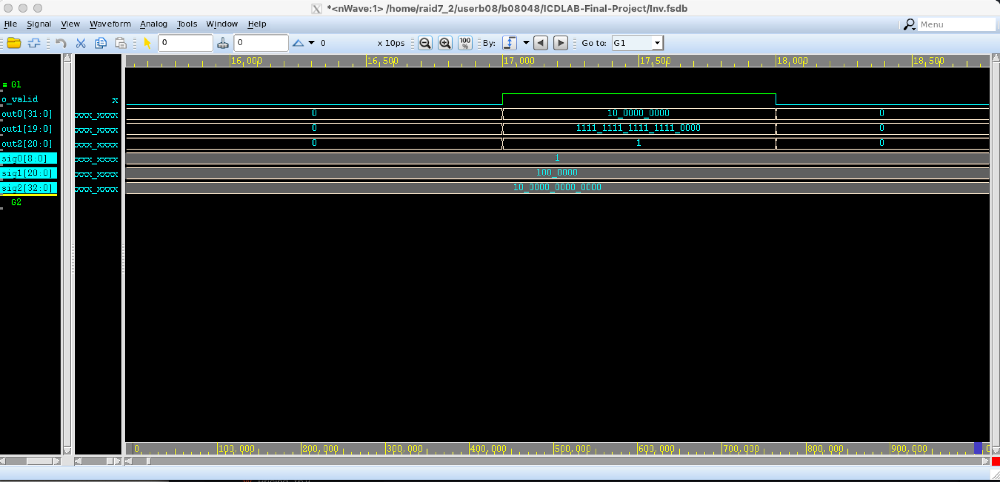 X *<nWave:1> /home/raid7_2/userb08/b08048/ICDLAB-Final-Project/Inv.fsdb
File Signal View Waveform Analog Tools Window Help Menu
0 0 0 x 10ps 100 % By: Go to: G1
16,000 16,500 17,000 17,500 18,000 18,500
= G1
o_valid x
out0[31:0] xxxx_xxxx 0 10_0000_0000 0
out1[19:0] xxxx_xxxx 0 1111_1111_1111_1111_0000 0
out2[20:0] xxxx_xxxx 0 1 0
sig0[8:0] xxxx_xxxx 1
sig1[20:0] xxxx_xxxx 100_0000
sig2[32:0] xxxx_xxxx 10_0000_0000_0000
G2
0 100,000 200,000 300,000 400,000 500,000 600,000 700,000 800,000 900,000